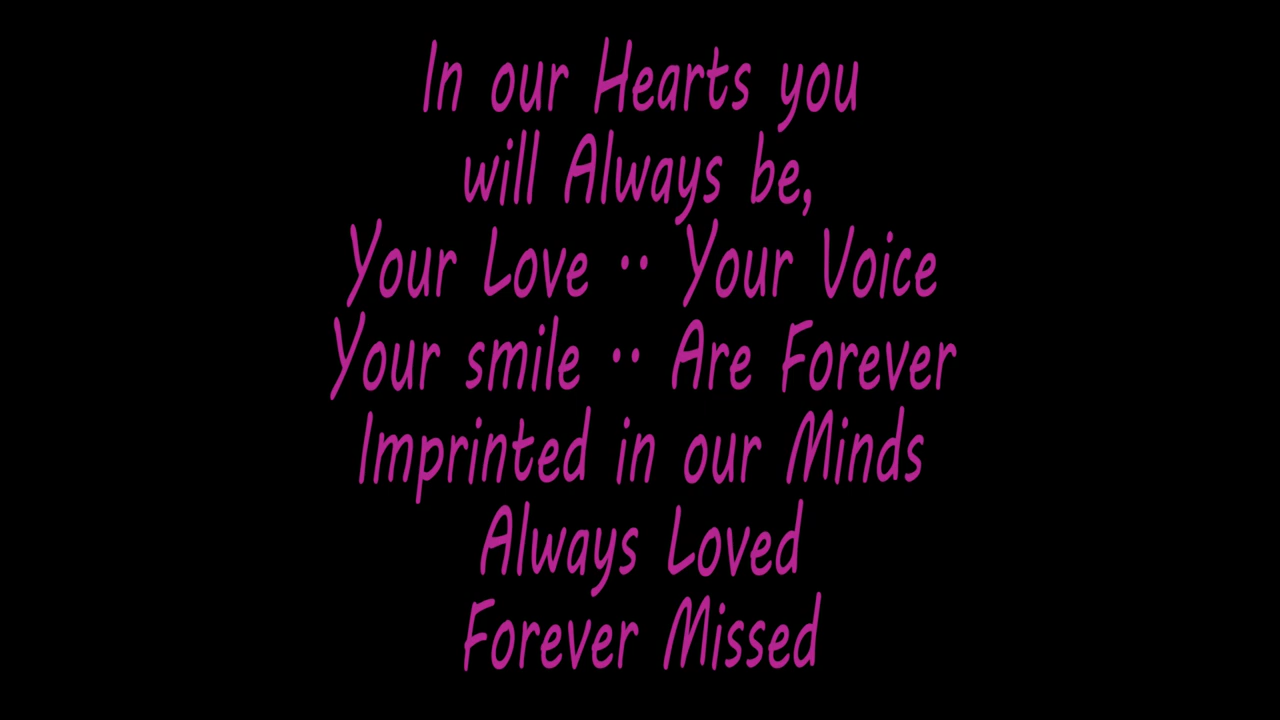 In our Hearts you
will Always be,
Your Love •• Your Voice
Your smile •• Are Forever
Imprinted in our Minds
Always Loved
Forever Missed